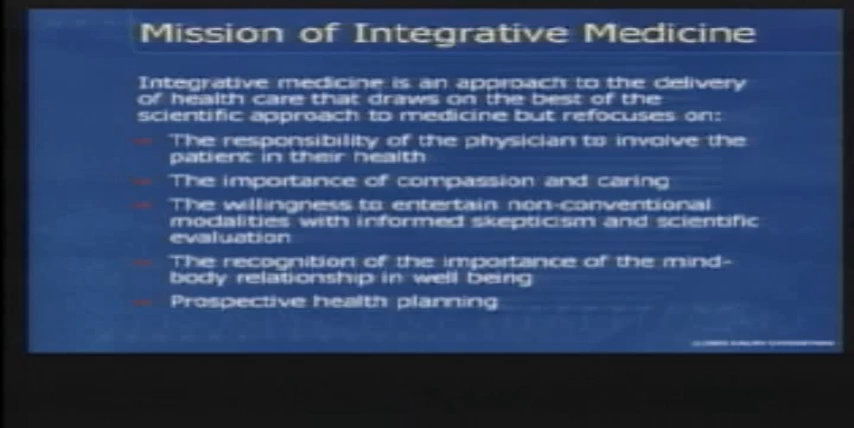 Mission of Integrative Medicine
Integrative medicine is an approach to the delivery
of health care that draws on the best of the
scientific approach to medicine but refocuses on:
— The responsibility of the physician to involve the
patient in their health
— The importance of compassion and caring
— The willingness to entertain non-conventional
modalities with informed skepticism and scientific
evaluation
— The recognition of the importance of the mind-
body relationship in well being
— Prospective health planning